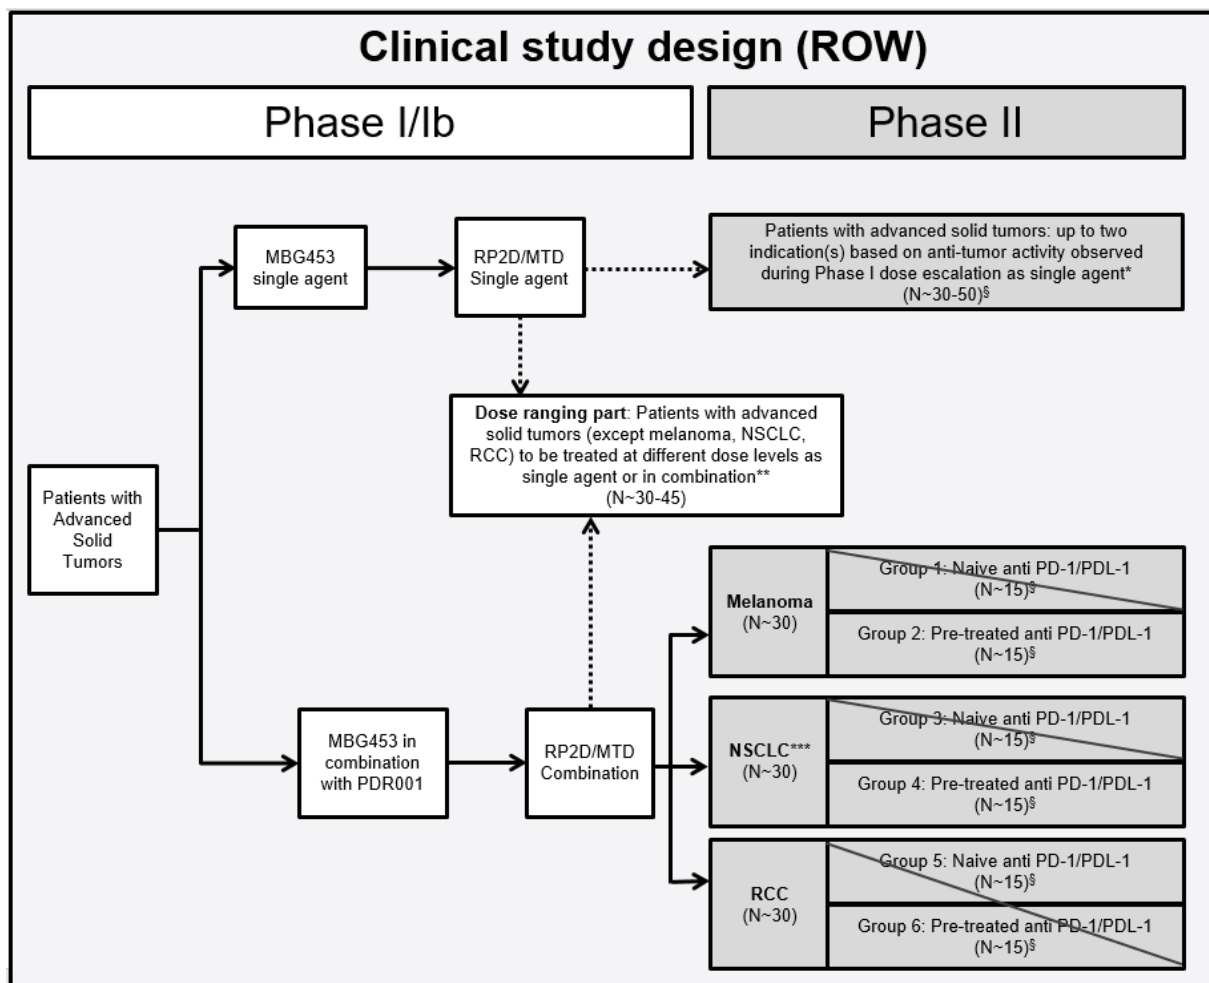 Clinical study design (ROW)
Phase I/Ib
Phase II
MBG453
single agent
RP2D/MTD
Single agent
Patients with advanced solid tumors: up to two
indication(s) based on anti-tumor activity observed
during Phase I dose escalation as single agent*
(N~30-50)§
Dose ranging part: Patients with advanced
solid tumors (except melanoma, NSCLC,
RCC) to be treated at different dose levels as
single agent or in combination**
(N~30-45)
Patients with
Advanced
Solid
Tumors
MBG453 in
combination
with PDR001
RP2D/MTD
Combination
Melanoma
(N~30)
Group 1: Naive anti PD-1/PDL-1
(N~15)§
Group 2: Pre-treated anti PD-1/PDL-1
(N~15)§
NSCLC***
(N~30)
Group 3: Naive anti PD-1/PDL-1
(N~15)§
Group 4: Pre-treated anti PD-1/PDL-1
(N~15)§
RCC
(N~30)
Group 5: Naive anti PD-1/PDL-1
(N~15)§
Group 6: Pre-treated anti PD-1/PDL-1
(N~15)§